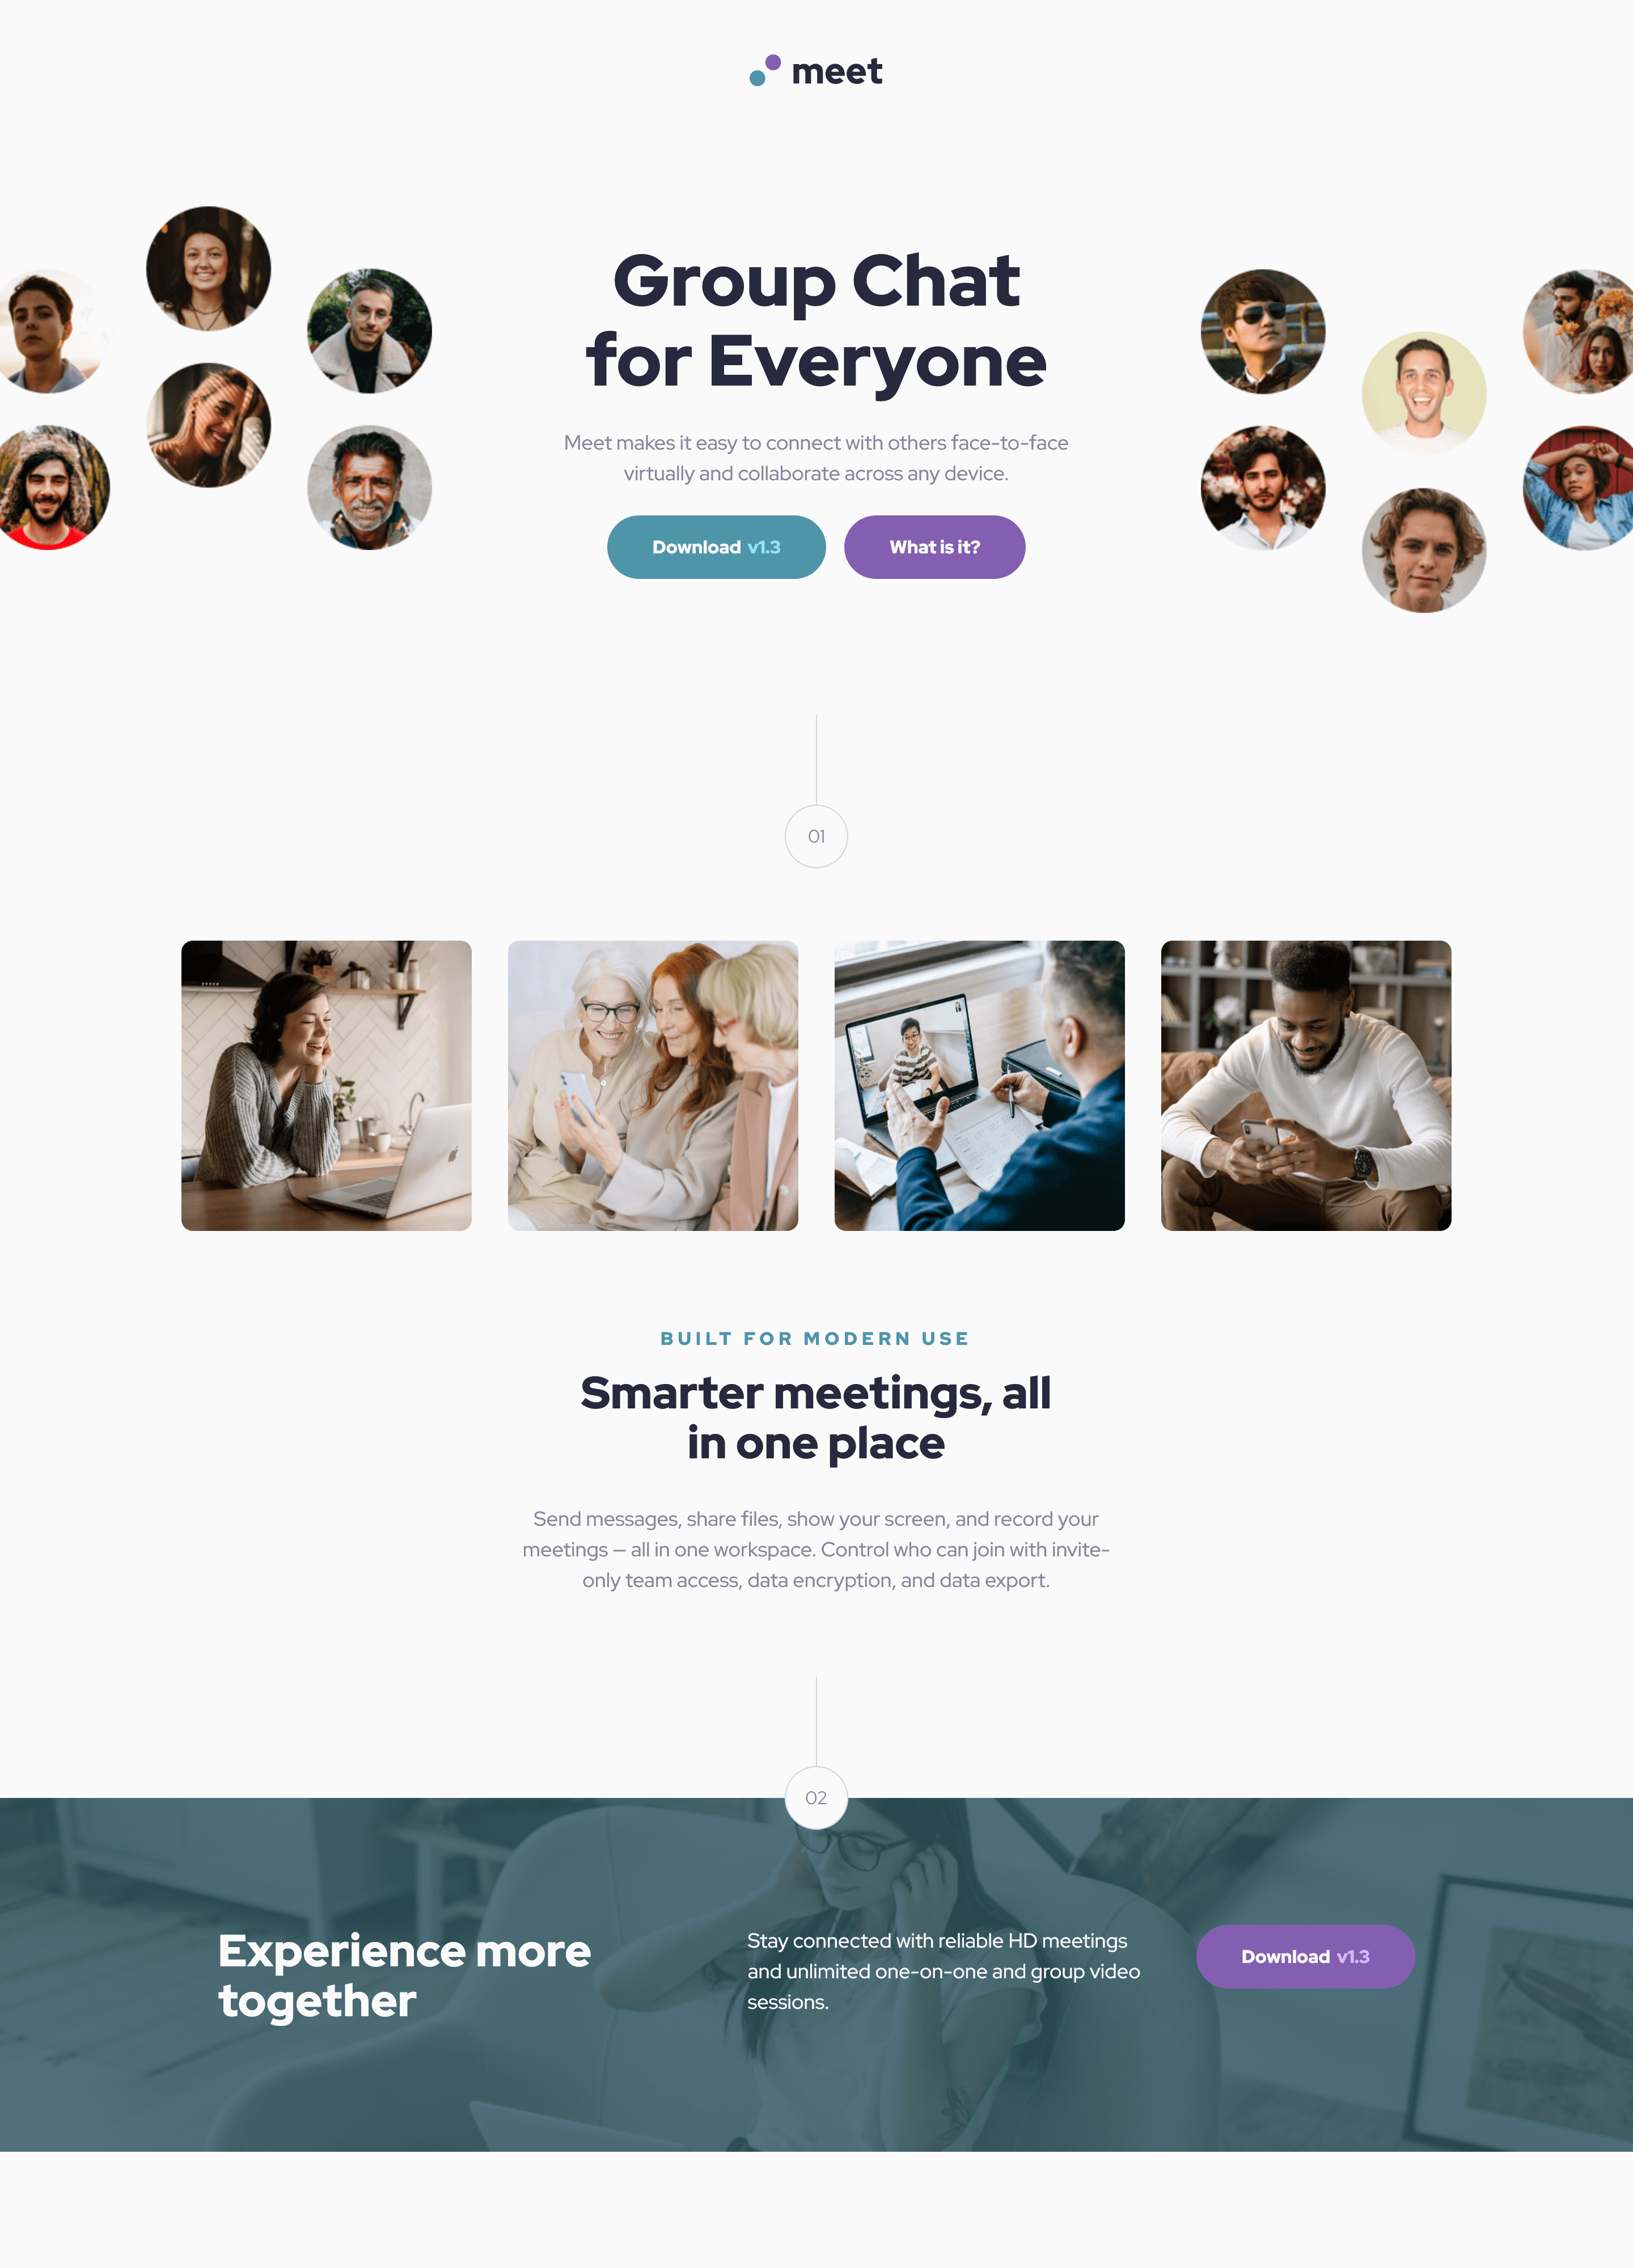 meet
Group Chat
for Everyone
Meet makes it easy to connect with others face-to-face
virtually and collaborate across any device.
Download v1.3
What is it?
01
BUILT FOR MODERN USE
Smarter meetings, all
in one place
Send messages, share files, show your screen, and record your
meetings — all in one workspace. Control who can join with invite-
only team access, data encryption, and data export.
02
Experience more
together
Stay connected with reliable HD meetings
and unlimited one-on-one and group video
sessions.
Download v1.3